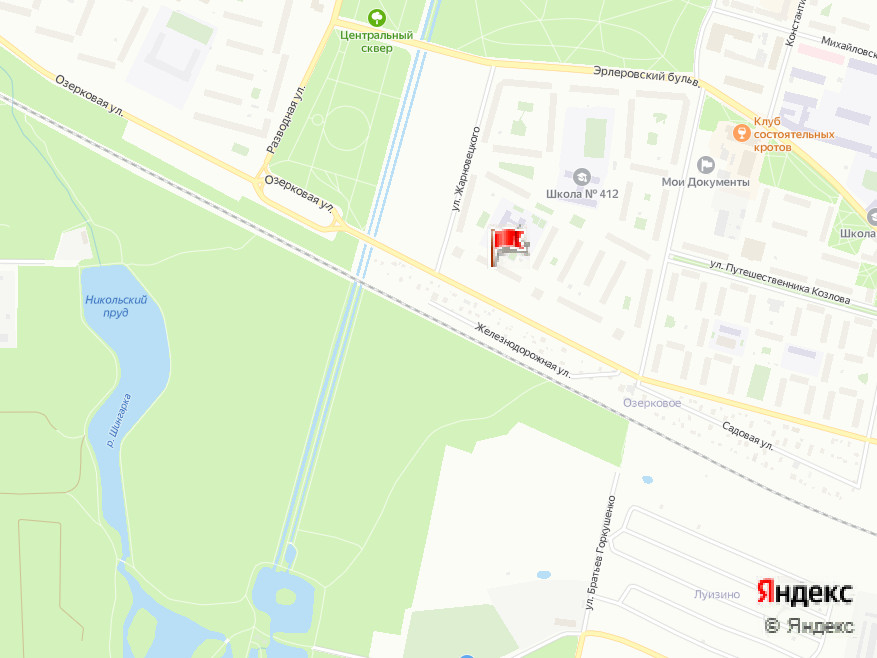 Центральный
сквер
Константи
Михайловск
Эрлеровский бульв.
Озерковая ул.
Разводная ул.
Клуб
состоятельных
кротов
ул. Жарновецкого
Мои Документы
Школа № 412
Озерковая ул.
Школа
ул. Путешественника Козлова
Никольский
пруд
Железнодорожная ул.
р. Шингарка
Озерковое
Садовая ул.
ул. Братьев Горкушенко
Луизино
Яндекс
© Яндекс